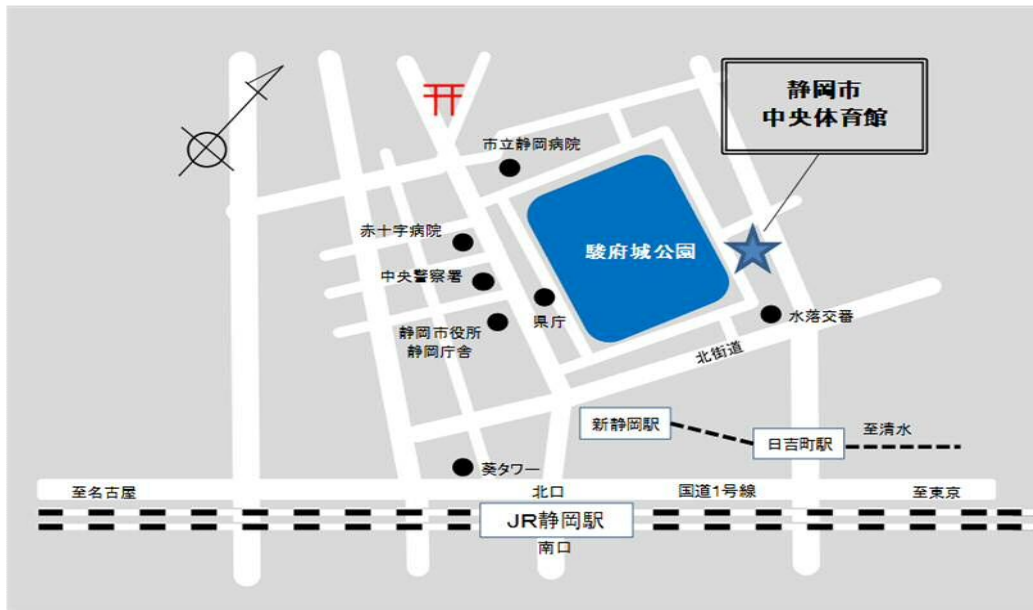 静岡市
中央体育館
市立静岡病院
赤十字病院
駿府城公園
中央警察署
県庁
水落交番
静岡市役所
静岡庁舎
北街道
新静岡駅
日吉町駅
至清水
葵タワー
至名古屋
北口
国道1号線
至東京
JR静岡駅
南口